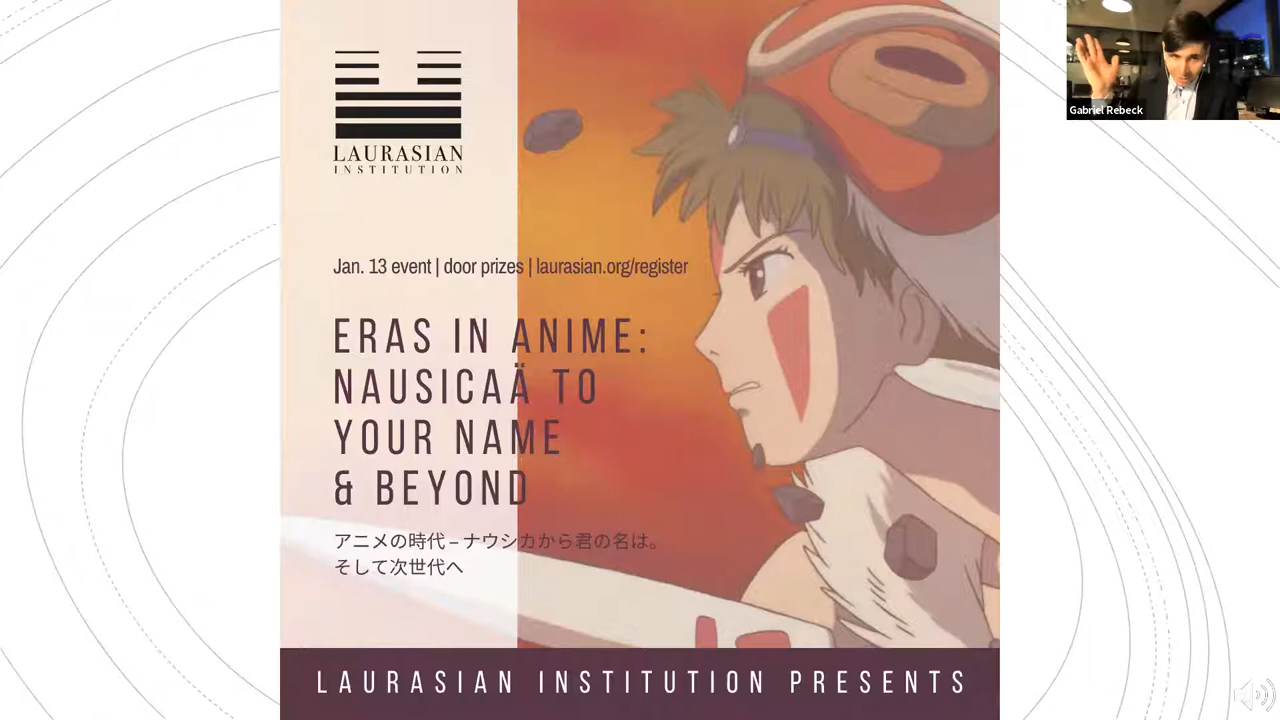 LAURASIAN
INSTITUTION
Jan. 13 event | door prizes | laurasian.org/register
ERAS IN ANIME:
NAUSICAÄ TO
YOUR NAME
& BEYOND
アニメの時代 – ナウシカから君の名は。
そして次世代へ
LAURASIAN INSTITUTION PRESENTS
Gabriel Rebeck